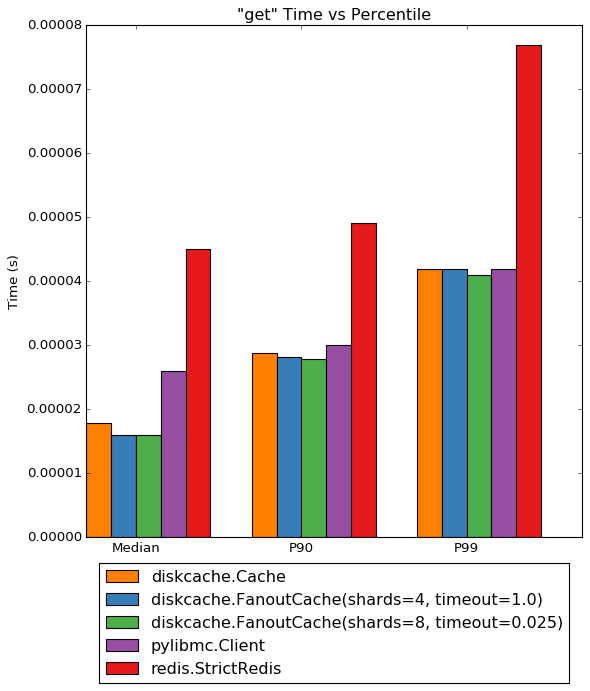 "get" Time vs Percentile
0.00008
0.00007
0.00006
0.00005
0.00004
0.00003
0.00002
0.00001
0.00000
Time (s)
Median P90 P99
diskcache.Cache
diskcache.FanoutCache(shards=4, timeout=1.0)
diskcache.FanoutCache(shards=8, timeout=0.025)
pylibmc.Client
redis.StrictRedis